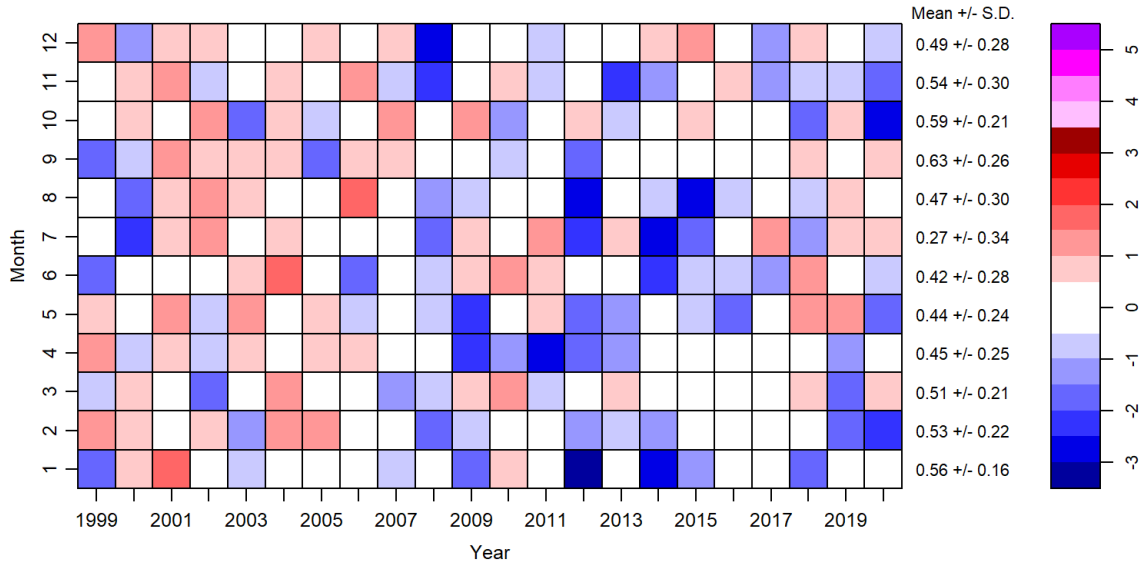 Mean +/- S.D.
12 0.49 +/- 0.28
11 0.54 +/- 0.30
10 0.59 +/- 0.21
9 0.63 +/- 0.26
8 0.47 +/- 0.30
7 0.27 +/- 0.34
6 0.42 +/- 0.28
5 0.44 +/- 0.24
4 0.45 +/- 0.25
3 0.51 +/- 0.21
2 0.53 +/- 0.22
1 0.56 +/- 0.16
Month
1999 2001 2003 2005 2007 2009 2011 2013 2015 2017 2019
Year
5
4
3
2
1
0
-1
-2
-3